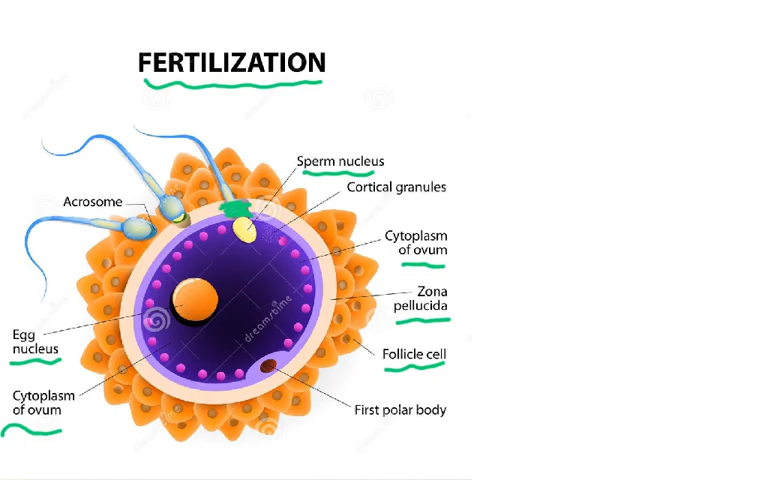 FERTILIZATION
Sperm nucleus
Cortical granules
Acrosome
Cytoplasm
of ovum
Zona
pellucida
Egg
nucleus
Follicle cell
Cytoplasm
of ovum
First polar body
dreamstime